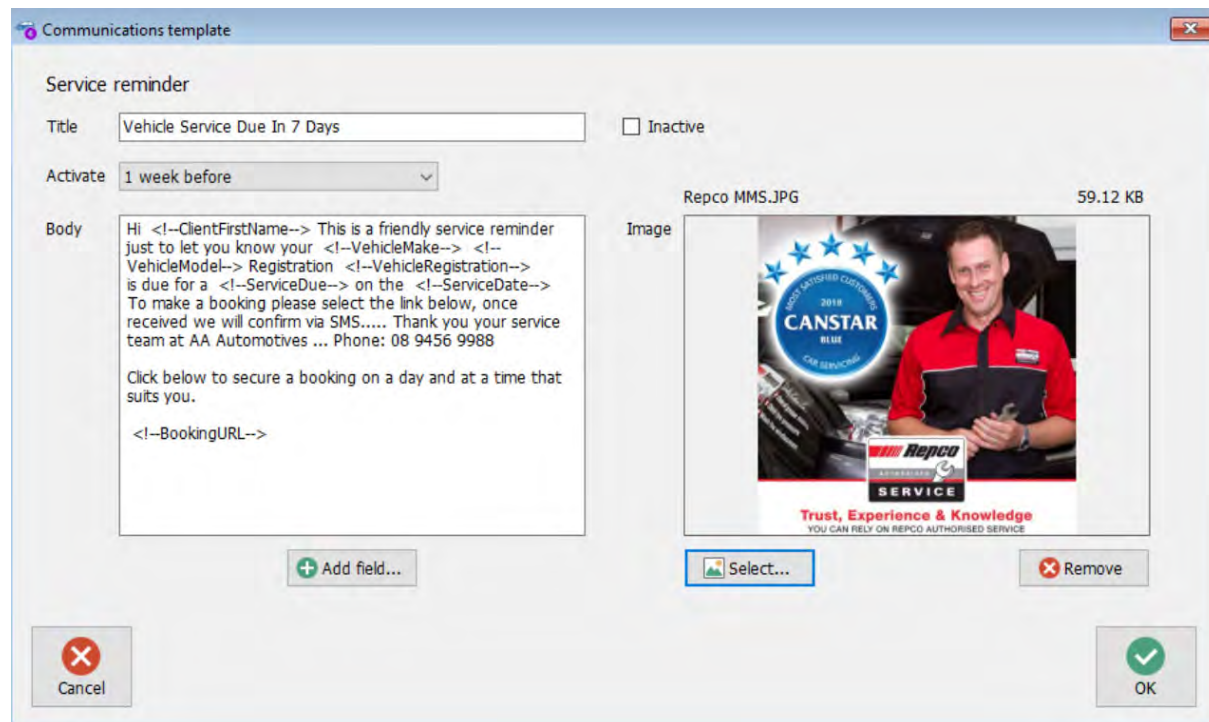 Communications template
Service reminder
Title
Vehicle Service Due In 7 Days
Inactive
Activate
1 week before
Repco MMS.JPG
59.12 KB
Body
Hi <!--ClientFirstName--> This is a friendly service reminder
just to let you know your <!--VehicleMake--> <!--
VehicleModel--> Registration <!--VehicleRegistration-->
is due for a <!--ServiceDue--> on the <!--ServiceDate-->
To make a booking please select the link below, once
received we will confirm via SMS..... Thank you your service
team at AA Automotives ... Phone: 08 9456 9988
Click below to secure a booking on a day and at a time that
suits you.
<!--BookingURL-->
Image
MOST SATISFIED CUSTOMERS
2018
CANSTAR
BLUE
CAR SERVICING
Repco
AUTHORISED
SERVICE
Trust, Experience & Knowledge
YOU CAN RELY ON REPCO AUTHORISED SERVICE
Add field...
Select...
Remove
Cancel
OK